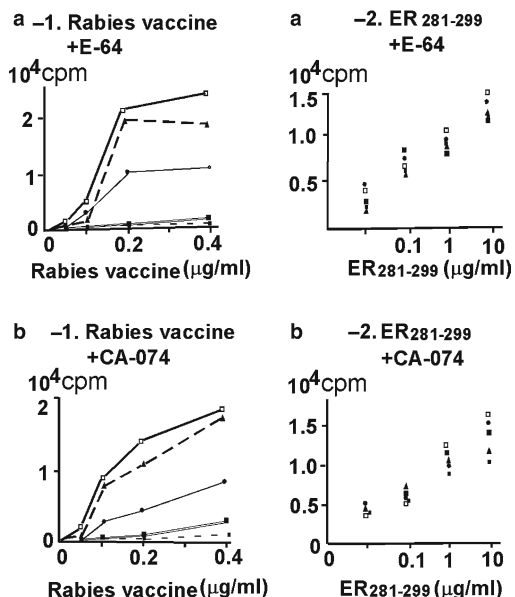 a –1. Rabies vaccine
+E-64
10⁴cpm
2
1
0
0 0.2 0.4
Rabies vaccine (µg/ml)
a –2. ER 281-299
+E-64
10⁴cpm
1.5
1.0
0.5
0.1 1 10
ER281-299 (µg/ml)
b –1. Rabies vaccine
+CA-074
10⁴cpm
2
1
0
0 0.2 0.4
Rabies vaccine (µg/ml)
b –2. ER281-299
+CA-074
10⁴cpm
1.5
1.0
0.5
0
0 0.1 1 10
ER281-299 (µg/ml)